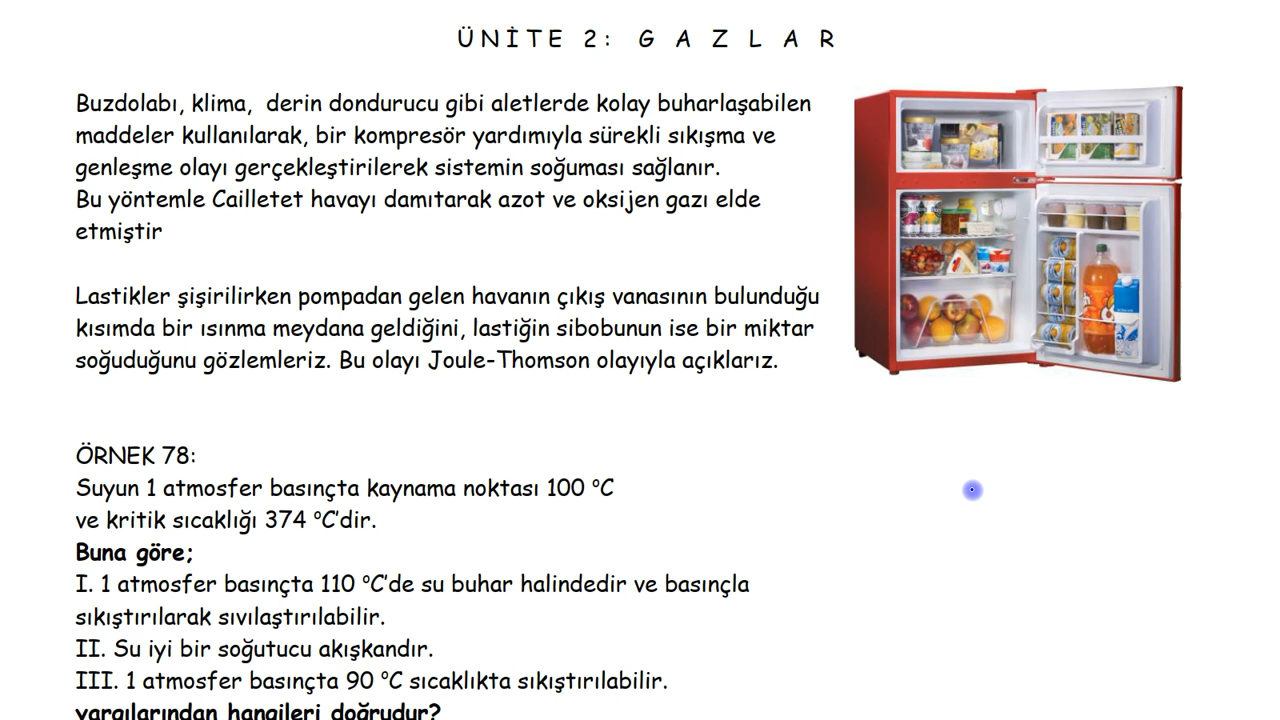 ÜNİTE 2: G A Z L A R
Buzdolabı, klima, derin dondurucu gibi aletlerde kolay buharlaşabilen
maddeler kullanılarak, bir kompresör yardımıyla sürekli sıkışma ve
genleşme olayı gerçekleştirilerek sistemin soğuması sağlanır.
Bu yöntemle Cailletet havayı damıtarak azot ve oksijen gazı elde
etmiştir
Lastikler şişirilirken pompadan gelen havanın çıkış vanasının bulunduğu
kısımda bir ısınma meydana geldiğini, lastiğin sibobunun ise bir miktar
soğuduğunu gözlemleriz. Bu olayı Joule-Thomson olayıyla açıklarız.
ÖRNEK 78:
Suyun 1 atmosfer basınçta kaynama noktası 100 °C
ve kritik sıcaklığı 374 °C'dir.
Buna göre;
I. 1 atmosfer basınçta 110 °C'de su buhar halindedir ve basınçla
sıkıştırılarak sıvılaştırılabilir.
II. Su iyi bir soğutucu akışkandır.
III. 1 atmosfer basınçta 90 °C sıcaklıkta sıkıştırılabilir.
yargılarından hangileri doğrudur?